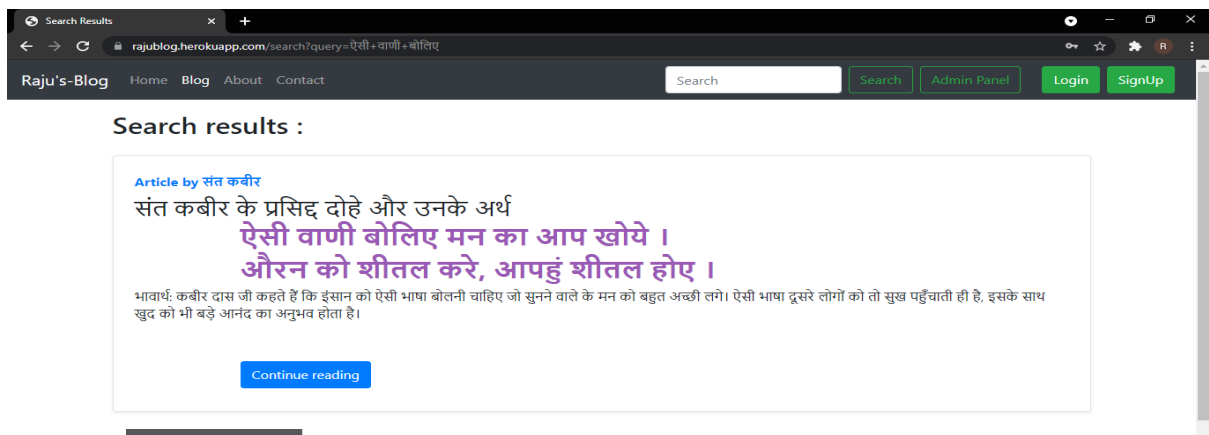 Search Results
rajublog.herokuapp.com/search?query=ऐसी+वाणी+बोलिए
R
Raju's-Blog Home Blog About Contact Search Search Admin Panel Login SignUp
Search results :
Article by संत कबीर
संत कबीर के प्रसिद्द दोहे और उनके अर्थ
ऐसी वाणी बोलिए मन का आप खोये ।
औरन को शीतल करे, आपहुं शीतल होए ।
भावार्थ: कबीर दास जी कहते हैं कि इंसान को ऐसी भाषा बोलनी चाहिए जो सुनने वाले के मन को बहुत अच्छी लगे। ऐसी भाषा दूसरे लोगों को तो सुख पहुँचाती ही है, इसके साथ
खुद को भी बड़े आनंद का अनुभव होता है।
Continue reading